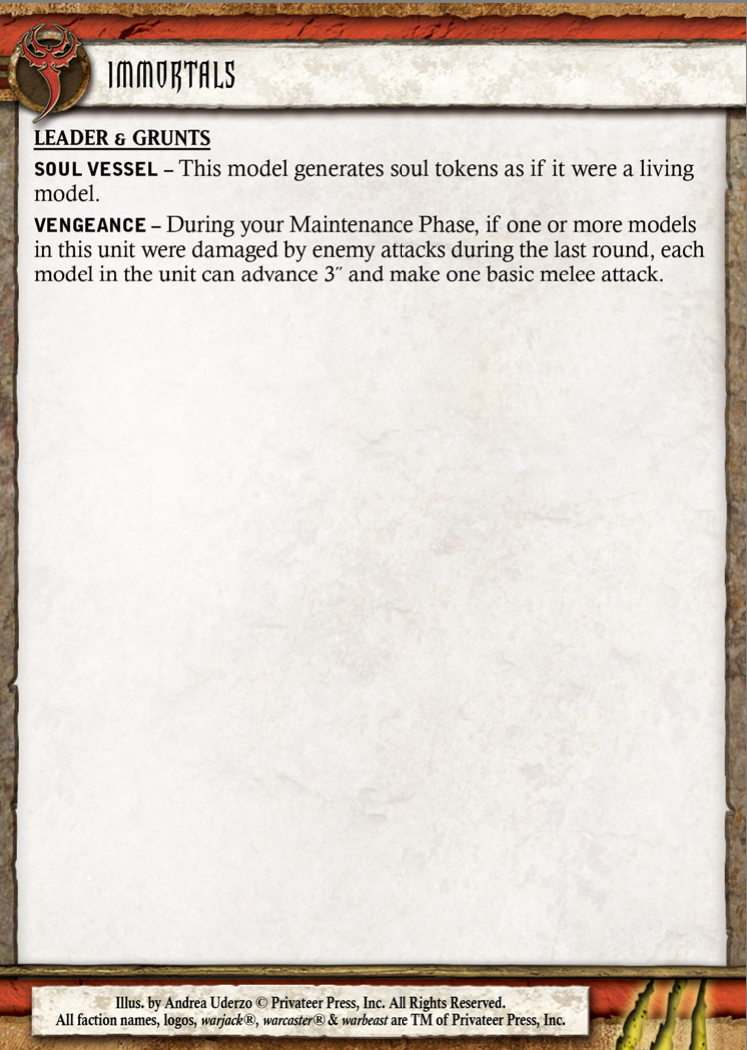 IMMORTALS
LEADER & GRUNTS
SOUL VESSEL – This model generates soul tokens as if it were a living
model.
VENGEANCE – During your Maintenance Phase, if one or more models
in this unit were damaged by enemy attacks during the last round, each
model in the unit can advance 3″ and make one basic melee attack.
Illus. by Andrea Uderzo © Privateer Press, Inc. All Rights Reserved.
All faction names, logos, warjack®, warcaster® & warbeast are TM of Privateer Press, Inc.